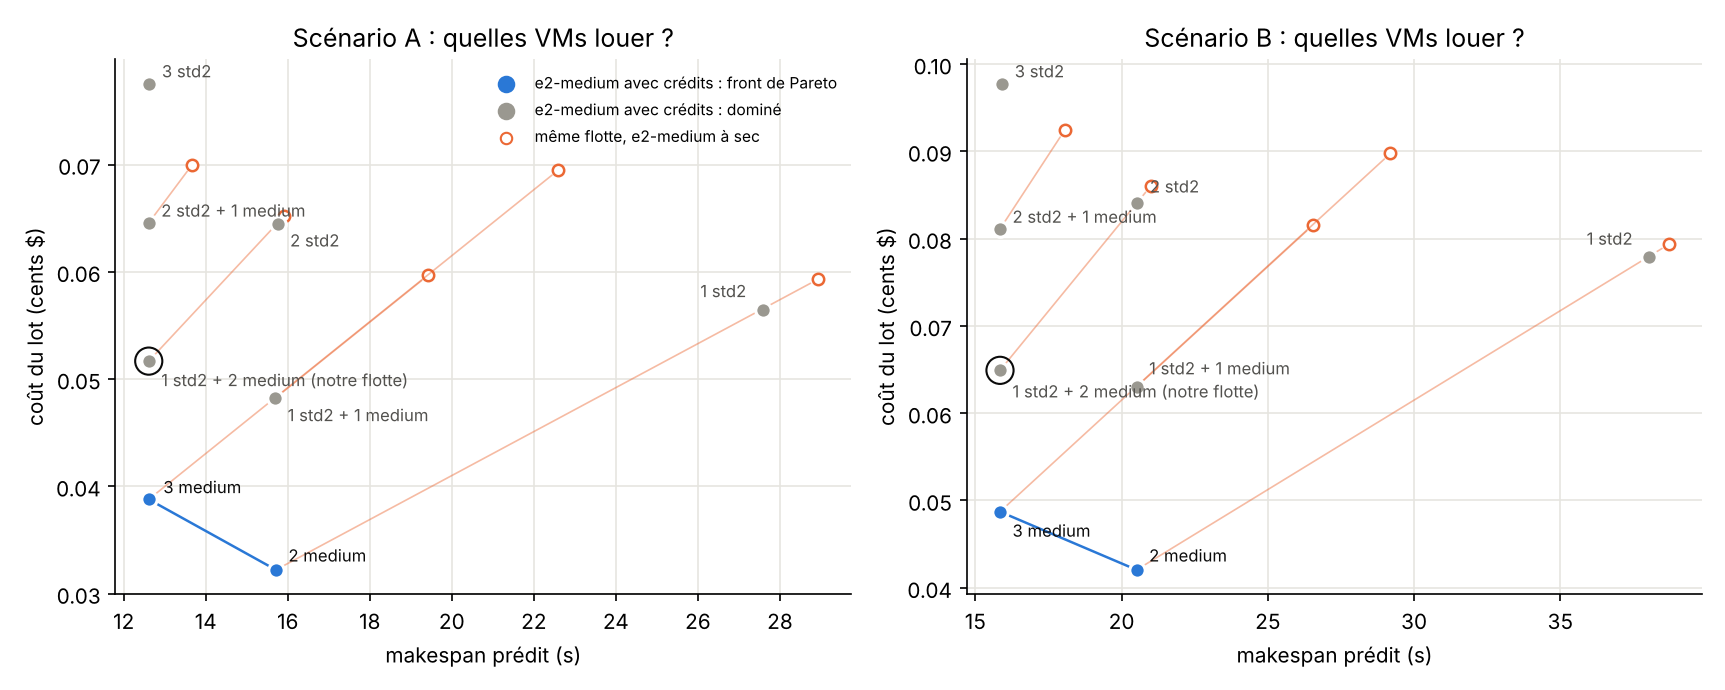 Scénario A : quelles VMs louer ?
3 std2
e2-medium avec crédits : front de Pareto
e2-medium avec crédits : dominé
même flotte, e2-medium à sec
0.07
2 std2 + 1 medium
2 std2
0.06
1 std2
0.05
1 std2 + 2 medium (notre flotte)
1 std2 + 1 medium
0.04
3 medium
2 medium
0.03
12 14 16 18 20 22 24 26 28
makespan prédit (s)
coût du lot (cents $)
Scénario B : quelles VMs louer ?
0.10
3 std2
0.09
2 std2
2 std2 + 1 medium
0.08
1 std2
0.07
1 std2 + 1 medium
1 std2 + 2 medium (notre flotte)
0.06
0.05
3 medium
2 medium
0.04
15 20 25 30 35
makespan prédit (s)
coût du lot (cents $)